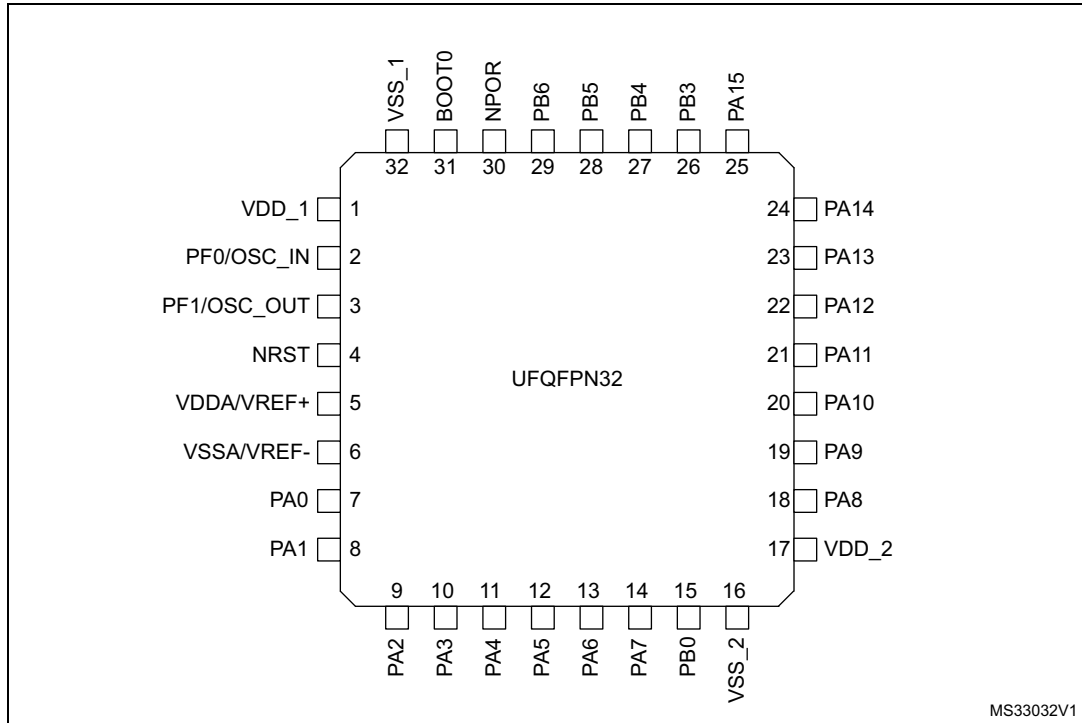 VSS_1 BOOT0 NPOR PB6 PB5 PB4 PB3 PA15
32 31 30 29 28 27 26 25
VDD_1 1 24 PA14
PF0/OSC_IN 2 23 PA13
PF1/OSC_OUT 3 22 PA12
NRST 4 21 PA11
UFQFPN32
VDDA/VREF+ 5 20 PA10
VSSA/VREF- 6 19 PA9
PA0 7 18 PA8
PA1 8 17 VDD_2
9 10 11 12 13 14 15 16
PA2 PA3 PA4 PA5 PA6 PA7 PB0 VSS_2
MS33032V1